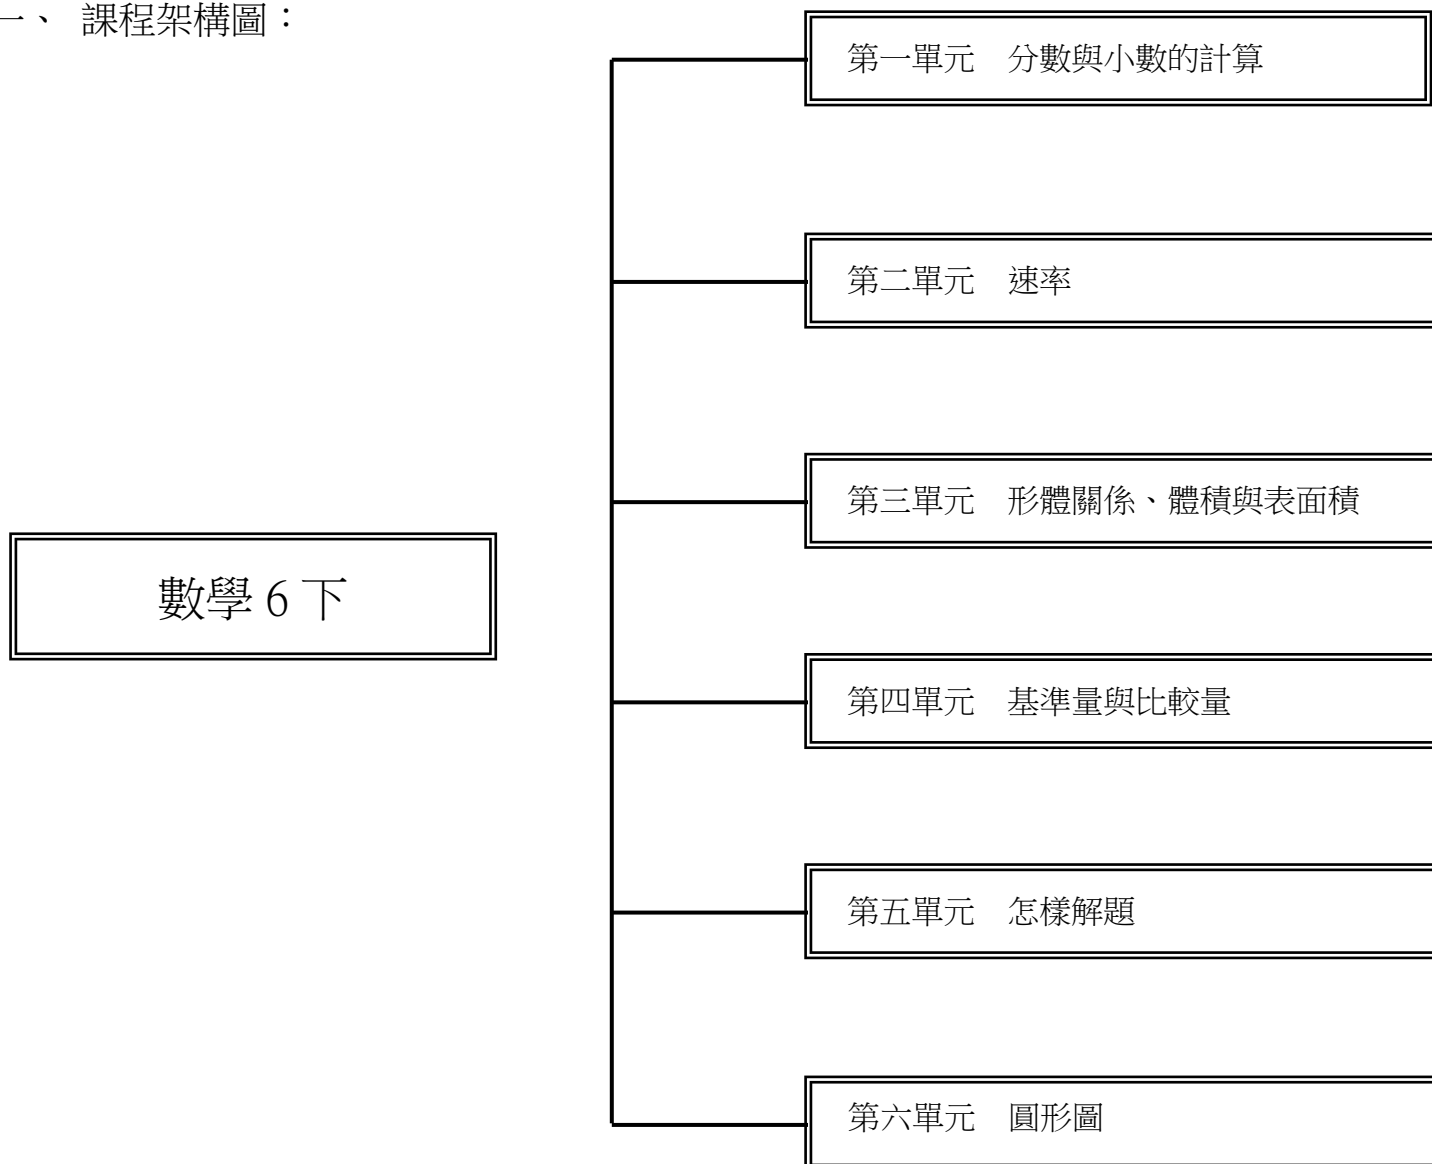 一、 課程架構圖：
第一單元　分數與小數的計算
第二單元　速率
第三單元　形體關係、體積與表面積
數學 6 下
第四單元　基準量與比較量
第五單元　怎樣解題
第六單元　圓形圖